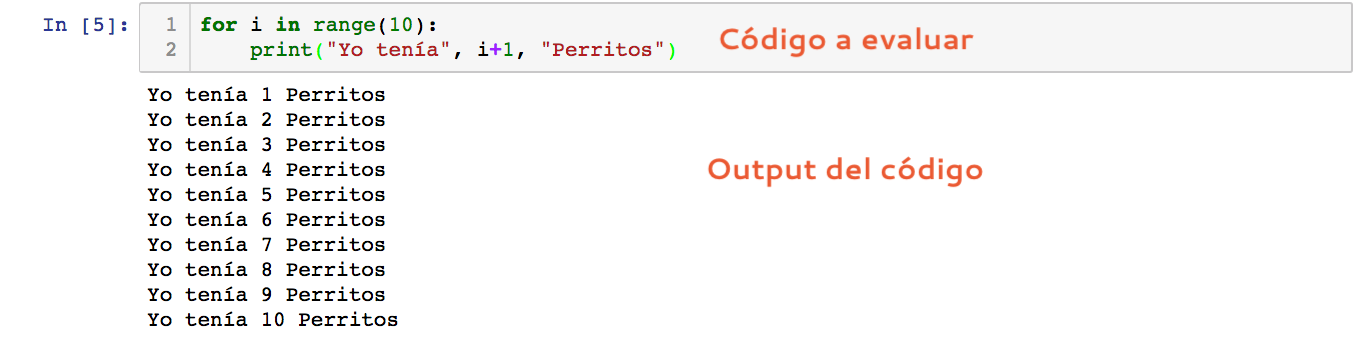 In [5]:
1 for i in range(10):
2     print("Yo tenía", i+1, "Perritos")
Código a evaluar
Yo tenía 1 Perritos
Yo tenía 2 Perritos
Yo tenía 3 Perritos
Yo tenía 4 Perritos
Yo tenía 5 Perritos
Yo tenía 6 Perritos
Yo tenía 7 Perritos
Yo tenía 8 Perritos
Yo tenía 9 Perritos
Yo tenía 10 Perritos
Output del código